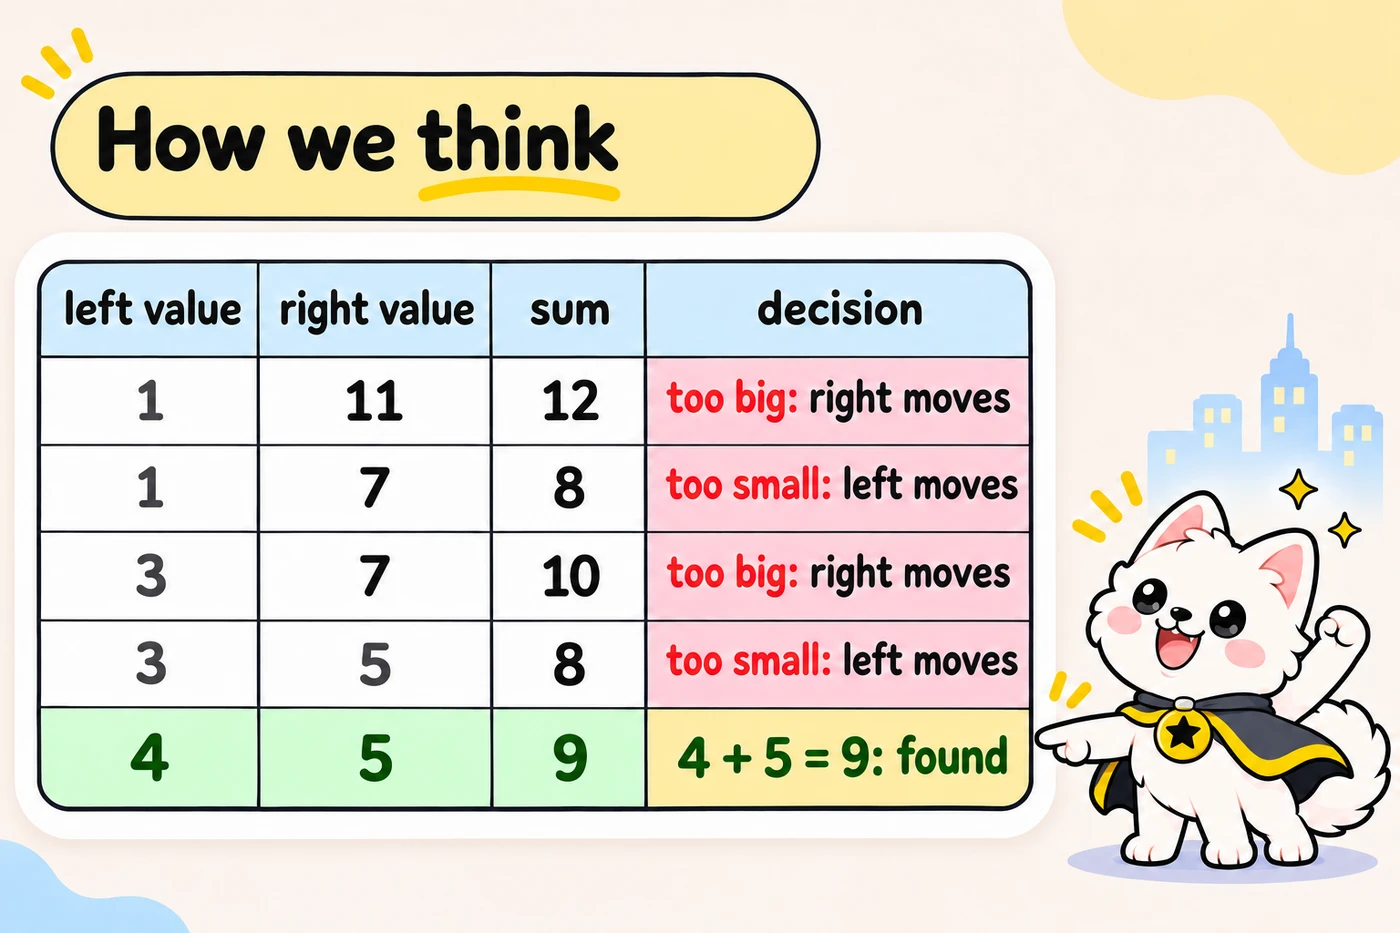 How we think
left value right value sum decision
1 11 12 too big: right moves
1 7 8 too small: left moves
3 7 10 too big: right moves
3 5 8 too small: left moves
4 5 9 4 + 5 = 9: found